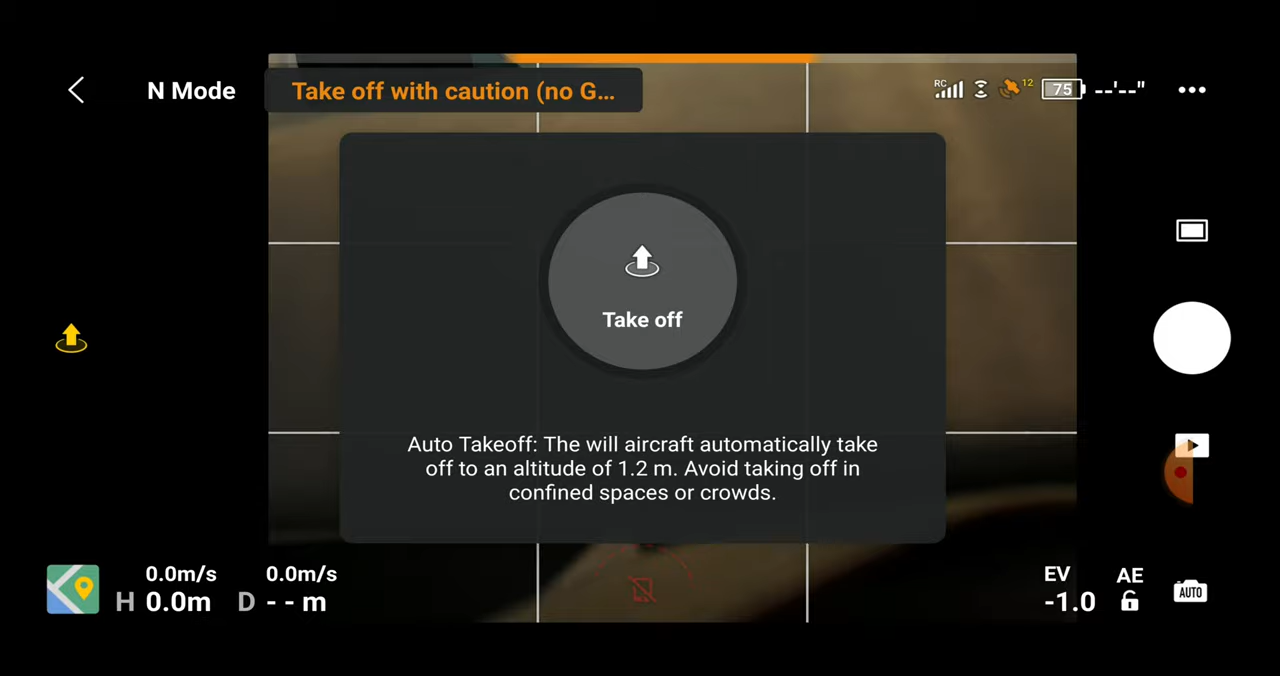 N Mode
Take off with caution (no G...
RC
12
75
--'--"
Take off
Auto Takeoff: The will aircraft automatically take
off to an altitude of 1.2 m. Avoid taking off in
confined spaces or crowds.
0.0m/s 0.0m/s
H 0.0m D - - m
EV
-1.0
AE
AUTO